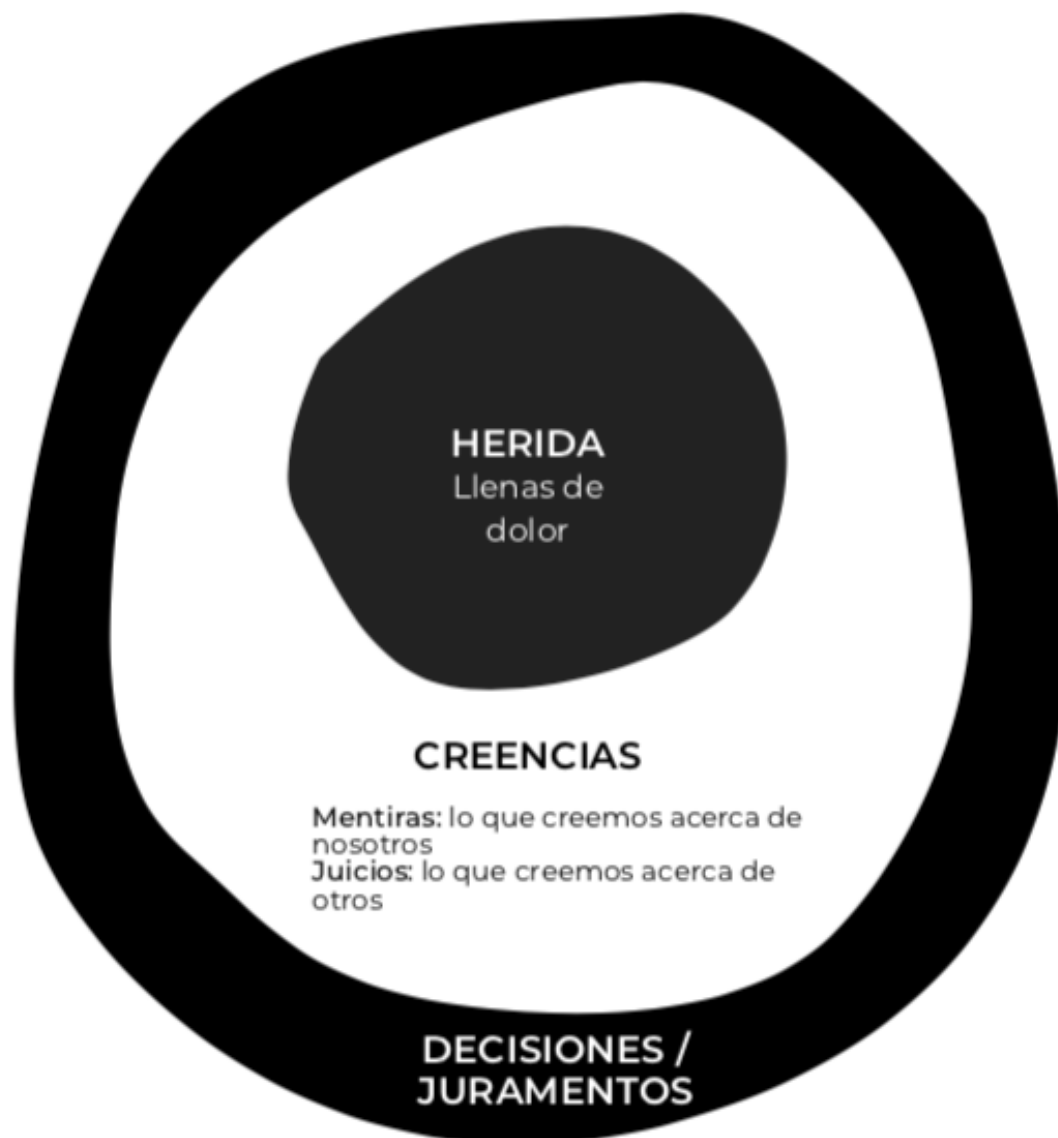 HERIDA
Llenas de
dolor
CREENCIAS
Mentiras: lo que creemos acerca de
nosotros
Juicios: lo que creemos acerca de
otros
DECISIONES /
JURAMENTOS